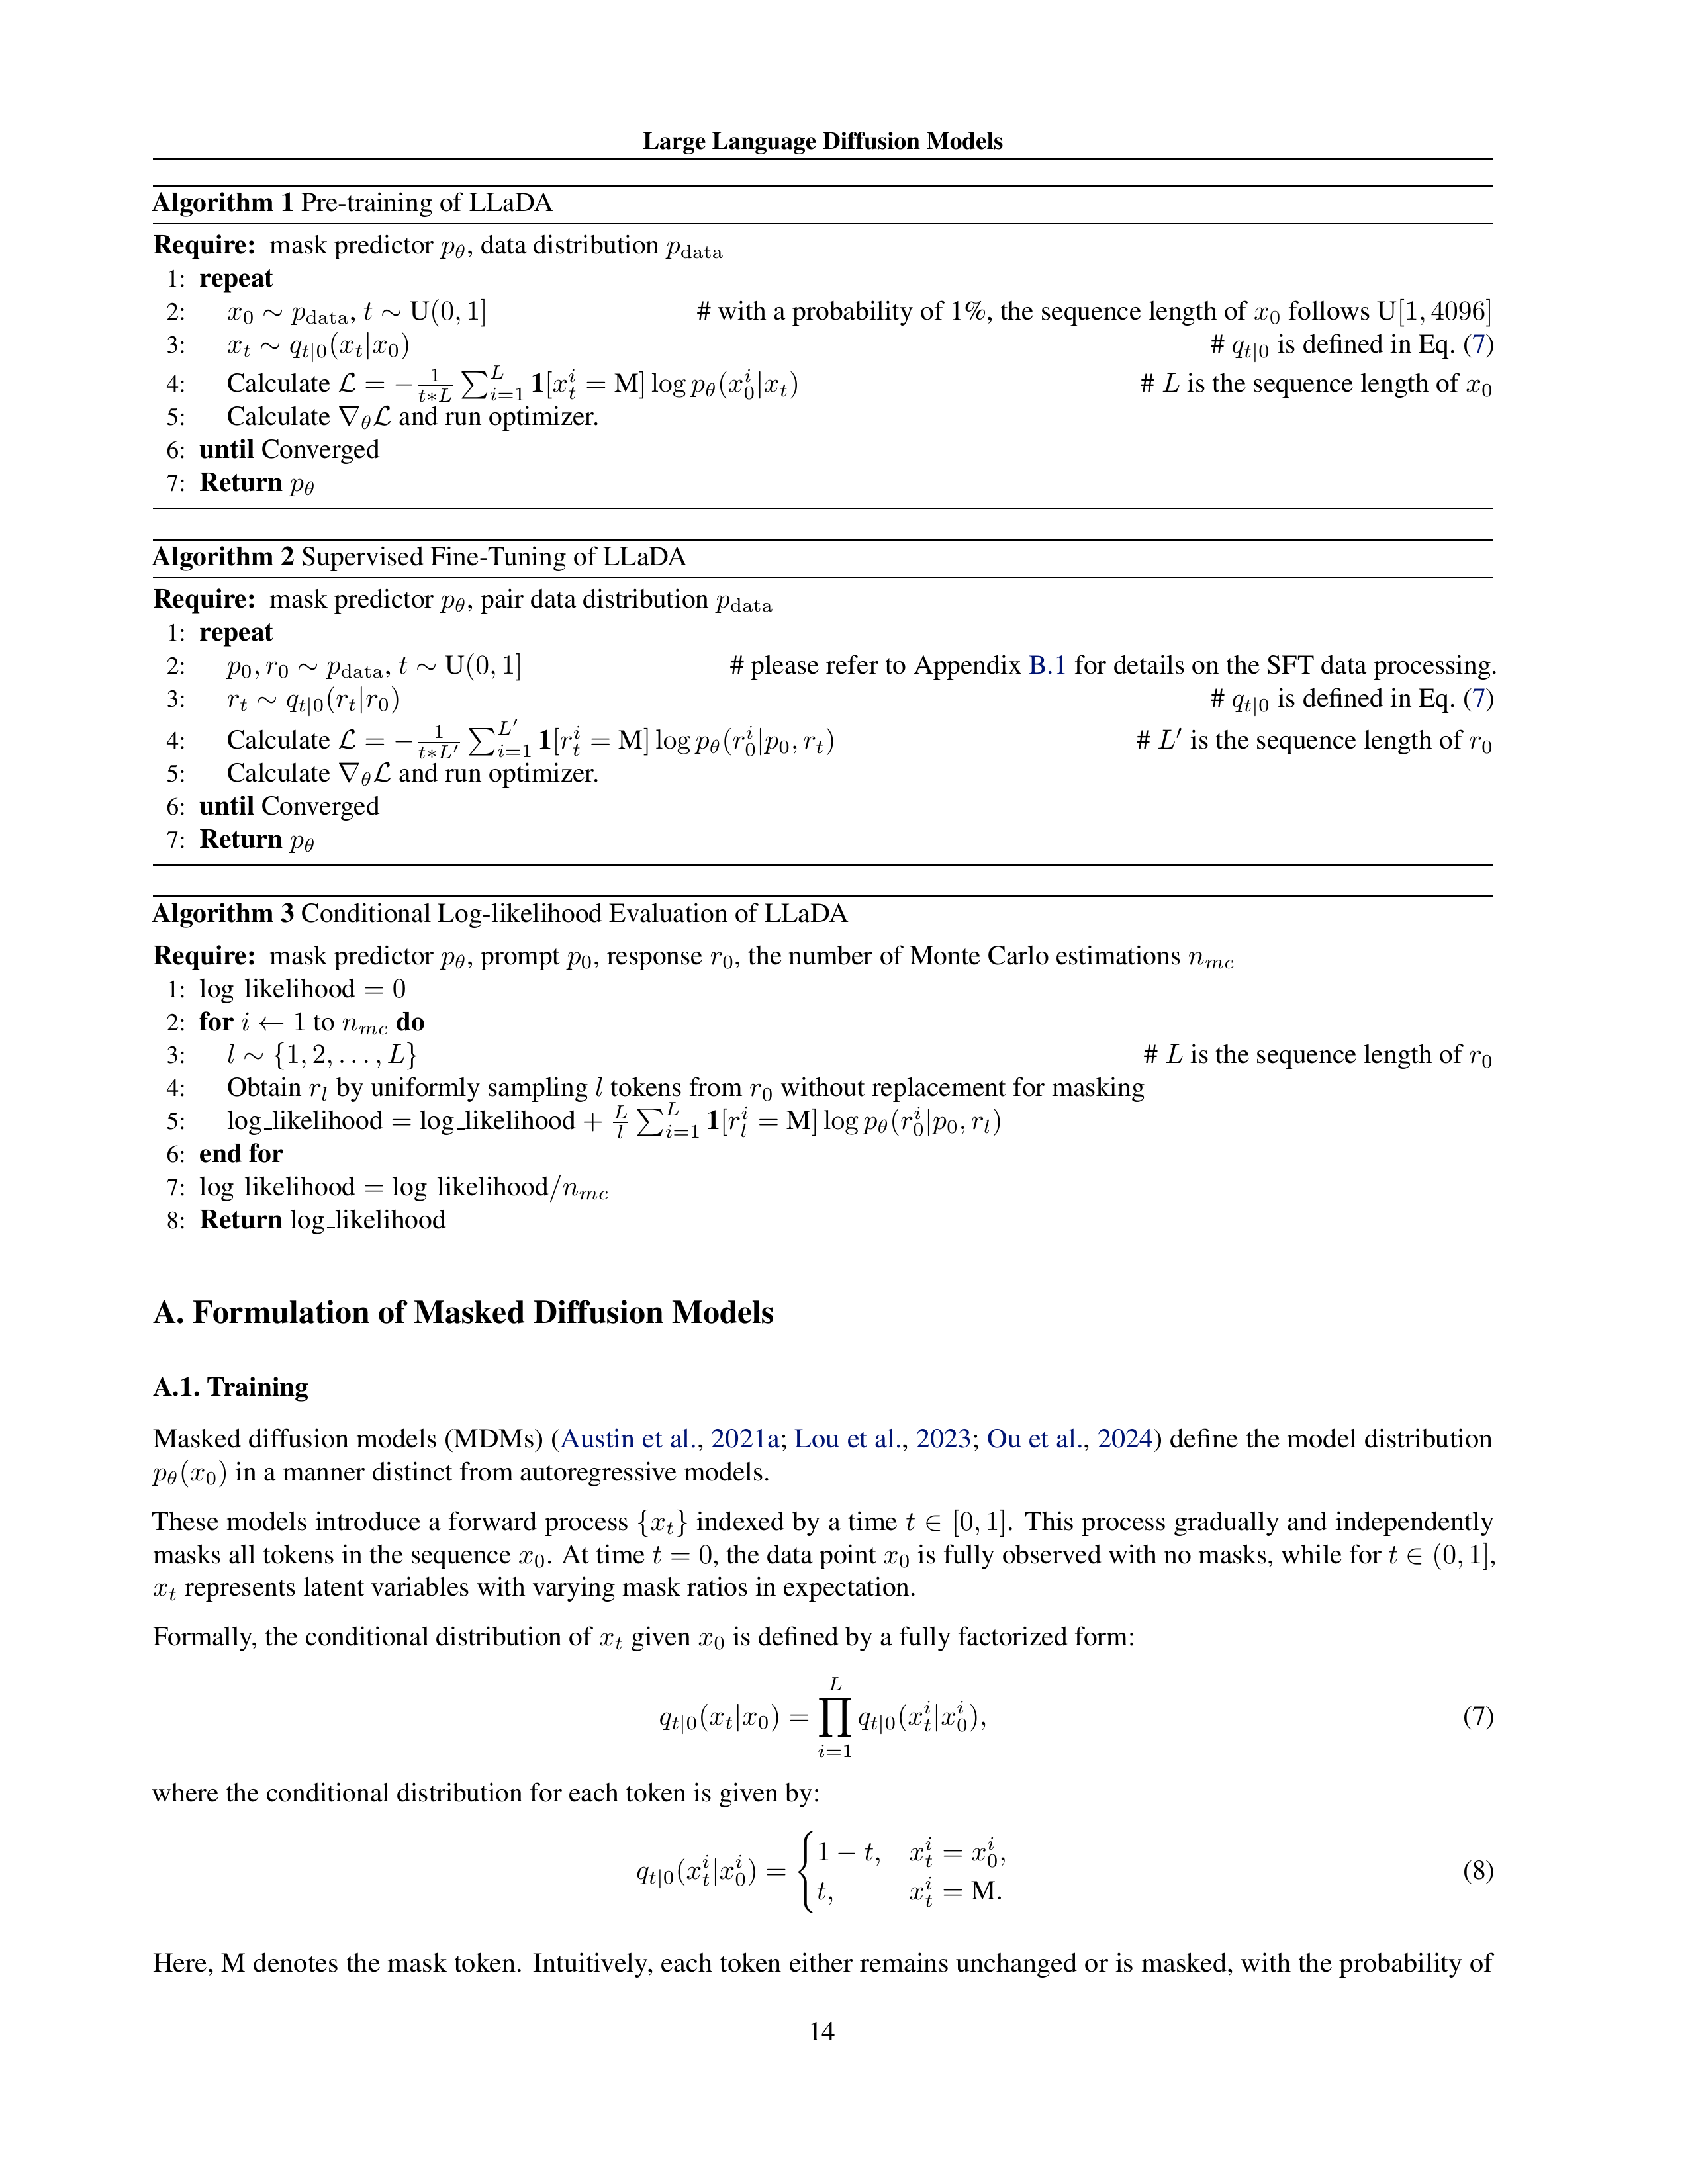 Large Language Diffusion Models
Algorithm 1 Pre-training of LLaDA
Require: mask predictor $p_\theta$, data distribution $p_{\text{data}}$
1: repeat
2: $x_0 \sim p_{\text{data}}, t \sim \text{U}(0, 1]$ # with a probability of 1%, the sequence length of $x_0$ follows $\text{U}[1, 4096]$
3: $x_t \sim q_{t|0}(x_t|x_0)$ # $q_{t|0}$ is defined in Eq. (7)
4: Calculate $\mathcal{L} = -\frac{1}{t*L} \sum_{i=1}^{L} \mathbf{1}[x_t^i = \text{M}] \log p_\theta(x_0^i|x_t)$ # $L$ is the sequence length of $x_0$
5: Calculate $\nabla_\theta \mathcal{L}$ and run optimizer.
6: until Converged
7: Return $p_\theta$
Algorithm 2 Supervised Fine-Tuning of LLaDA
Require: mask predictor $p_\theta$, pair data distribution $p_{\text{data}}$
1: repeat
2: $p_0, r_0 \sim p_{\text{data}}, t \sim \text{U}(0, 1]$ # please refer to Appendix B.1 for details on the SFT data processing.
3: $r_t \sim q_{t|0}(r_t|r_0)$ # $q_{t|0}$ is defined in Eq. (7)
4: Calculate $\mathcal{L} = -\frac{1}{t*L'} \sum_{i=1}^{L'} \mathbf{1}[r_t^i = \text{M}] \log p_\theta(r_0^i|p_0, r_t)$ # $L'$ is the sequence length of $r_0$
5: Calculate $\nabla_\theta \mathcal{L}$ and run optimizer.
6: until Converged
7: Return $p_\theta$
Algorithm 3 Conditional Log-likelihood Evaluation of LLaDA
Require: mask predictor $p_\theta$, prompt $p_0$, response $r_0$, the number of Monte Carlo estimations $n_{mc}$
1: log_likelihood = 0
2: for $i \leftarrow 1$ to $n_{mc}$ do
3: $l \sim \{1, 2, \ldots, L\}$ # $L$ is the sequence length of $r_0$
4: Obtain $r_l$ by uniformly sampling $l$ tokens from $r_0$ without replacement for masking
5: log_likelihood = log_likelihood + $\frac{L}{l} \sum_{i=1}^{L} \mathbf{1}[r_l^i = \text{M}] \log p_\theta(r_0^i|p_0, r_l)$
6: end for
7: log_likelihood = log_likelihood/$n_{mc}$
8: Return log_likelihood
A. Formulation of Masked Diffusion Models
A.1. Training
Masked diffusion models (MDMs) (Austin et al., 2021a; Lou et al., 2023; Ou et al., 2024) define the model distribution
$p_\theta(x_0)$ in a manner distinct from autoregressive models.
These models introduce a forward process $\{x_t\}$ indexed by a time $t \in [0, 1]$. This process gradually and independently
masks all tokens in the sequence $x_0$. At time $t = 0$, the data point $x_0$ is fully observed with no masks, while for $t \in (0, 1]$,
$x_t$ represents latent variables with varying mask ratios in expectation.
Formally, the conditional distribution of $x_t$ given $x_0$ is defined by a fully factorized form:
$q_{t|0}(x_t|x_0) = \prod_{i=1}^{L} q_{t|0}(x_t^i|x_0^i),$ (7)
where the conditional distribution for each token is given by:
$q_{t|0}(x_t^i|x_0^i) = \begin{cases} 1 - t, & x_t^i = x_0^i, \\ t, & x_t^i = \text{M}. \end{cases}$ (8)
Here, M denotes the mask token. Intuitively, each token either remains unchanged or is masked, with the probability of
14